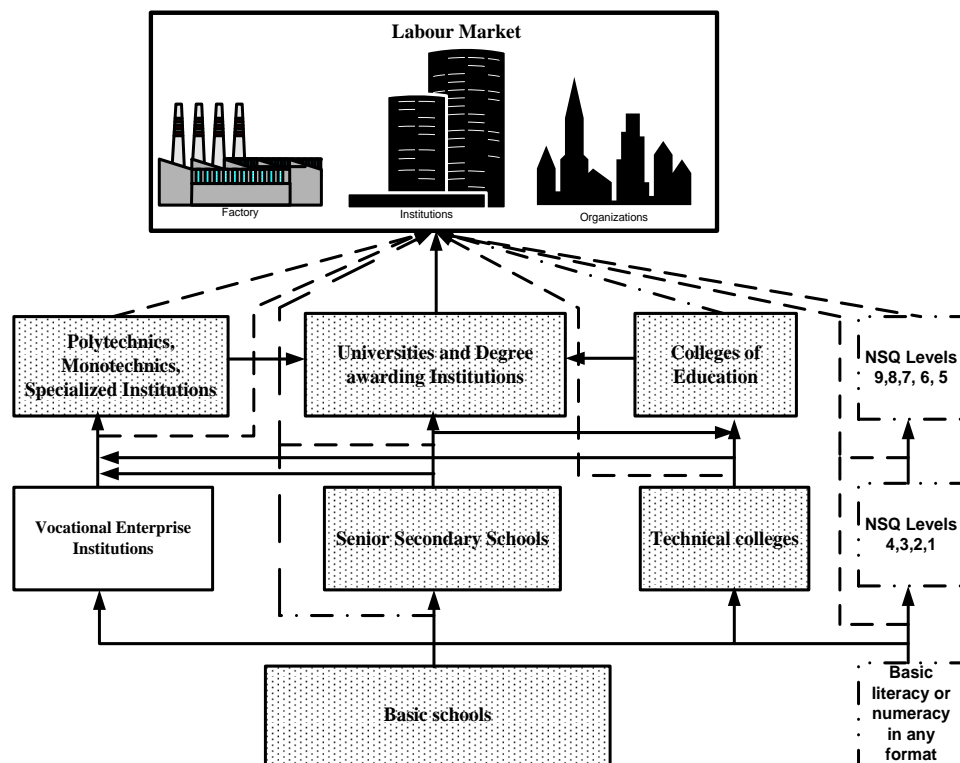 Labour Market
Factory
Institutions
Organizations
Polytechnics,
Monotechnics,
Specialized Institutions
Universities and Degree
awarding Institutions
Colleges of
Education
NSQ Levels
9,8,7, 6, 5
Vocational Enterprise
Institutions
Senior Secondary Schools
Technical colleges
NSQ Levels
4,3,2,1
Basic schools
Basic
literacy or
numeracy
in any
format